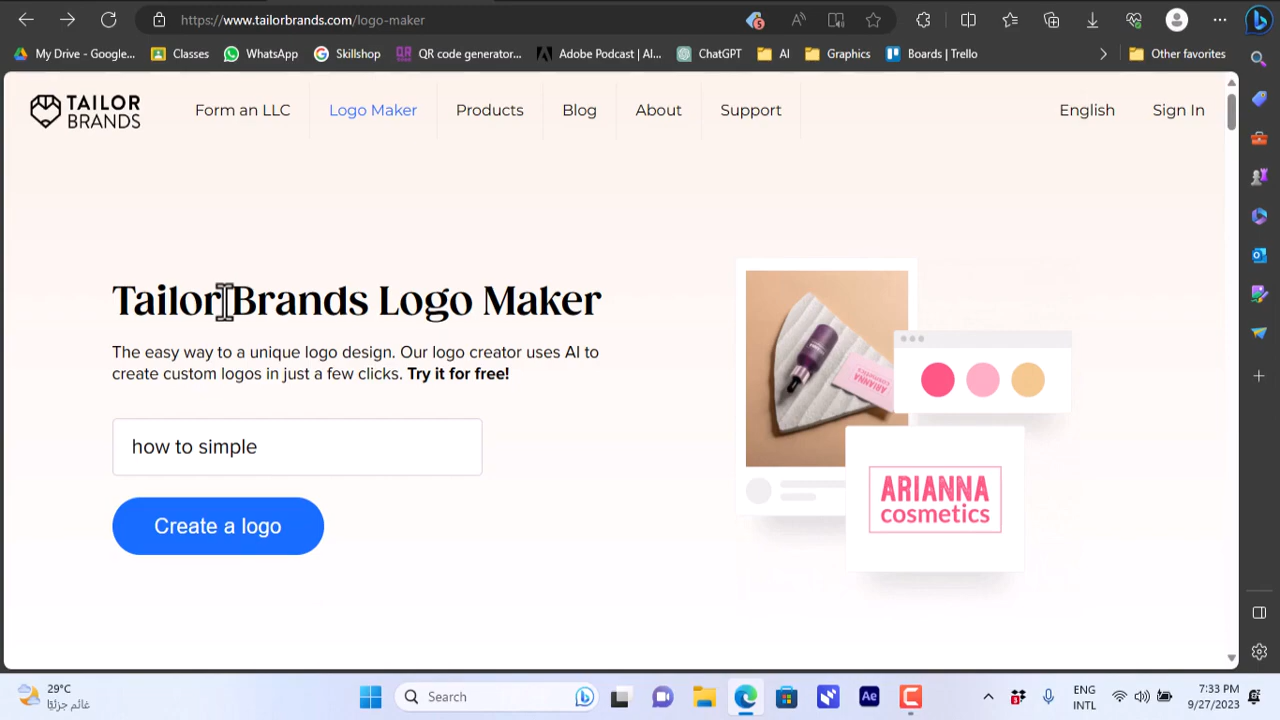 https://www.tailorbrands.com/logo-maker
5
My Drive - Google...
Classes
WhatsApp
Skillshop
QR code generator...
Adobe Podcast | AI...
ChatGPT
AI
Graphics
Boards | Trello
Other favorites
TAILOR BRANDS
Form an LLC
Logo Maker
Products
Blog
About
Support
English
Sign In
Tailor Brands Logo Maker
The easy way to a unique logo design. Our logo creator uses AI to
create custom logos in just a few clicks. Try it for free!
how to simple
Create a logo
ARIANNA
cosmetics
ARIANNA
cosmetics
29°C
غائم جزئيًا
Search
Ae
ENG
INTL
7:33 PM
9/27/2023